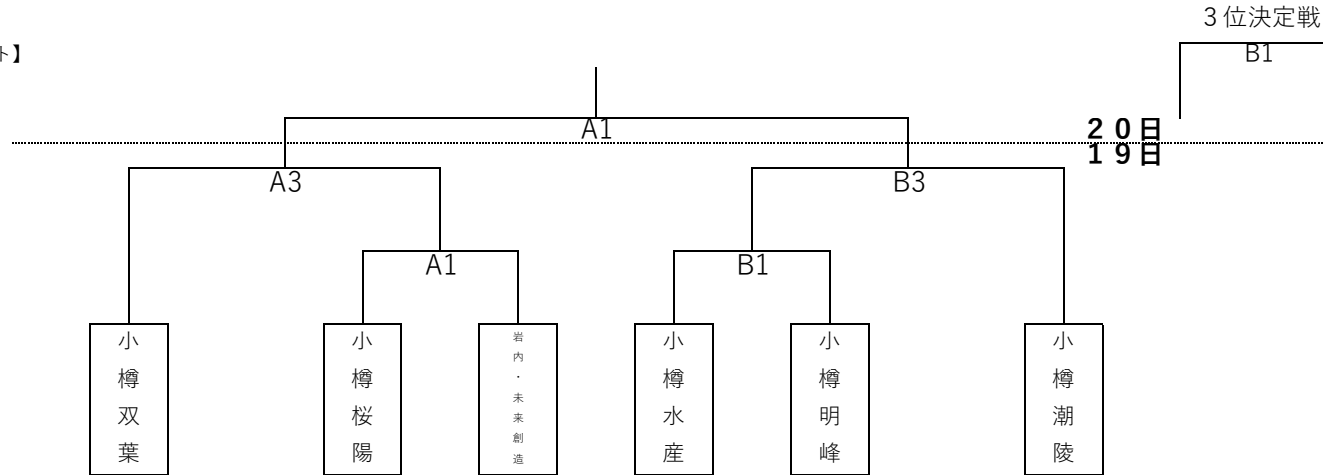 3位決定戦
ト】
B1
A1
20日
19日
A3
B3
A1
B1
小樽双葉
小樽桜陽
岩内・未来創造
小樽水産
小樽明峰
小樽潮陵